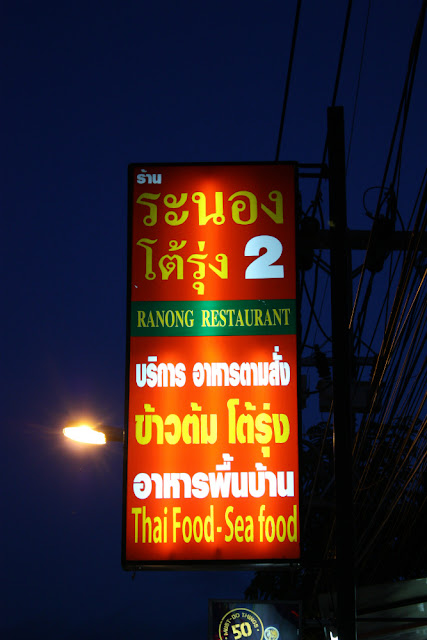 ร้าน
ระนอง
โต้รุ่ง 2
RANONG RESTAURANT
บริการ อาหารตามสั่ง
ข้าวต้ม โต้รุ่ง
อาหารพื้นบ้าน
Thai Food - Sea food
50